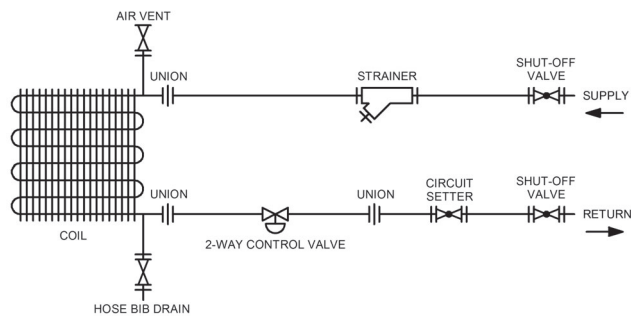 AIR VENT
UNION
STRAINER
SHUT-OFF
VALVE
SUPPLY
UNION
UNION
CIRCUIT
SETTER
SHUT-OFF
VALVE
RETURN
COIL
2-WAY CONTROL VALVE
HOSE BIB DRAIN